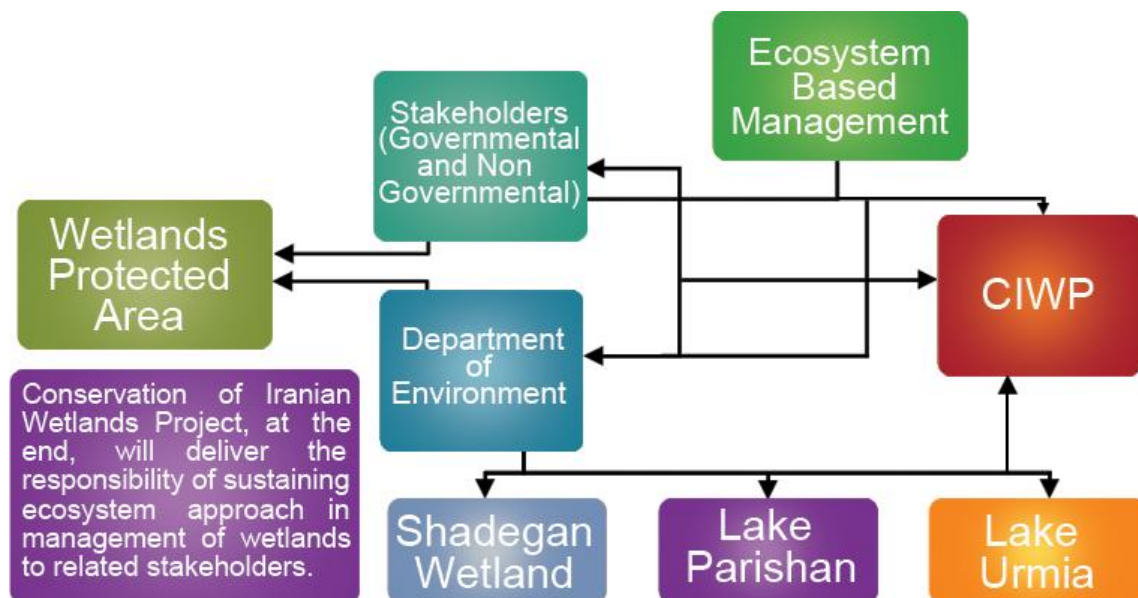 Ecosystem
Based
Management
Stakeholders
(Governmental
and Non
Governmental)
Wetlands
Protected
Area
CIWP
Department
of
Environment
Conservation of Iranian
Wetlands Project, at the
end, will deliver the
responsibility of sustaining
ecosystem approach in
management of wetlands
to related stakeholders.
Shadegan
Wetland
Lake
Parishan
Lake
Urmia